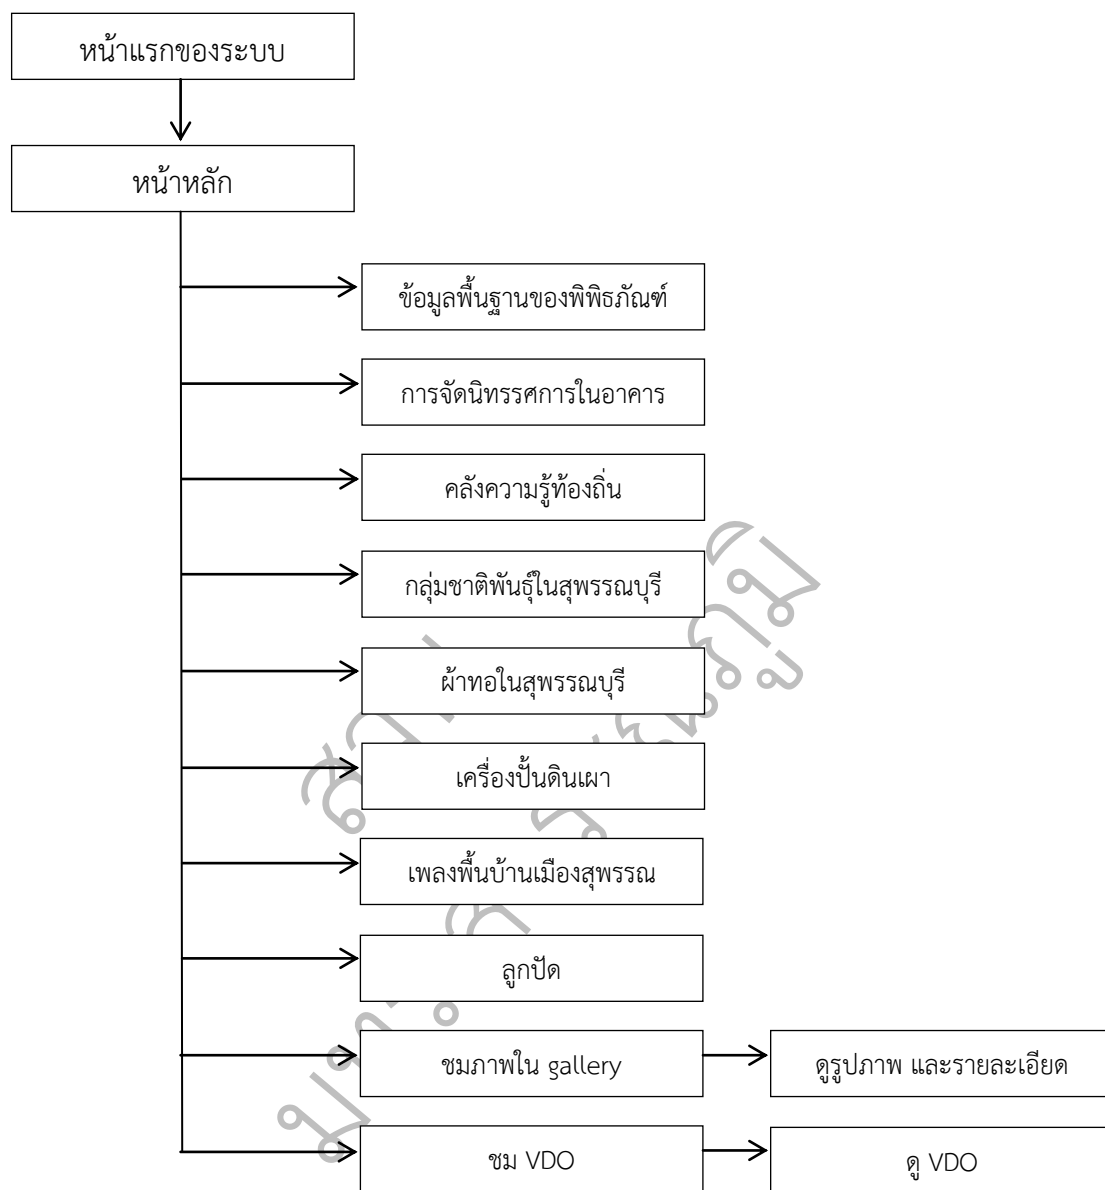 หน้าแรกของระบบ
หน้าหลัก
ข้อมูลพื้นฐานของพิพิธภัณฑ์
การจัดนิทรรศการในอาคาร
คลังความรู้ท้องถิ่น
กลุ่มชาติพันธุ์ในสุพรรณบุรี
ผ้าทอในสุพรรณบุรี
เครื่องปั้นดินเผา
เพลงพื้นบ้านเมืองสุพรรณ
ลูกปัด
ชมภาพใน gallery
ดูรูปภาพ และรายละเอียด
ชม VDO
ดู VDO